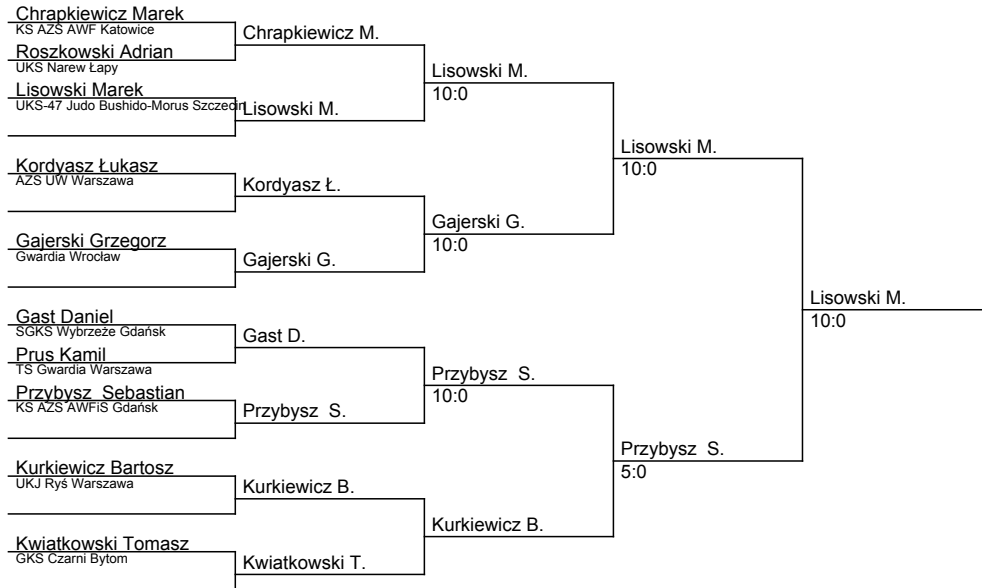 Chrapkiewicz Marek
KS AZS AWF Katowice
Roszkowski Adrian
UKS Narew Łapy
Lisowski Marek
UKS-47 Judo Bushido-Morus Szczecin
Kordyasz Łukasz
AZS UW Warszawa
Gajerski Grzegorz
Gwardia Wrocław
Gast Daniel
SGKS Wybrzeże Gdańsk
Prus Kamil
TS Gwardia Warszawa
Przybysz  Sebastian
KS AZS AWFiS Gdańsk
Kurkiewicz Bartosz
UKJ Ryś Warszawa
Kwiatkowski Tomasz
GKS Czarni Bytom
Chrapkiewicz M.
Lisowski M.
Kordyasz Ł.
Gajerski G.
Gast D.
Przybysz  S.
Kurkiewicz B.
Kwiatkowski T.
Lisowski M.
10:0
Gajerski G.
10:0
Przybysz  S.
10:0
Kurkiewicz B.
Lisowski M.
10:0
Przybysz  S.
5:0
Lisowski M.
10:0